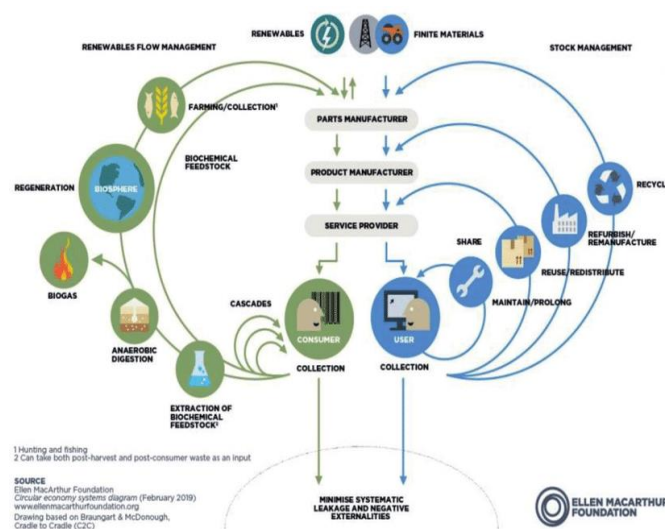 RENEWABLES
FINITE MATERIALS
RENEWABLES FLOW MANAGEMENT
STOCK MANAGEMENT
FARMING/COLLECTION¹
PARTS MANUFACTURER
BIOCHEMICAL
FEEDSTOCK
PRODUCT MANUFACTURER
REGENERATION
BIOSPHERE
RECYCL
SERVICE PROVIDER
SHARE
REFURBISH/
REMANUFACTURE
REUSE/REDISTRIBUTE
BIOGAS
CASCADES
MAINTAIN/PROLONG
CONSUMER
USER
ANAEROBIC
DIGESTION
COLLECTION
COLLECTION
EXTRACTION OF
BIOCHEMICAL
FEEDSTOCK²
1 Hunting and fishing
2 Can take both post-harvest and post-consumer waste as an input
SOURCE
Ellen MacArthur Foundation
Circular economy systems diagram (February 2019)
www.ellenmacarthurfoundation.org
Drawing based on Braungart & McDonough,
Cradle to Cradle (C2C)
MINIMISE SYSTEMATIC
LEAKAGE AND NEGATIVE
EXTERNALITIES
ELLEN MACARTHUR
FOUNDATION